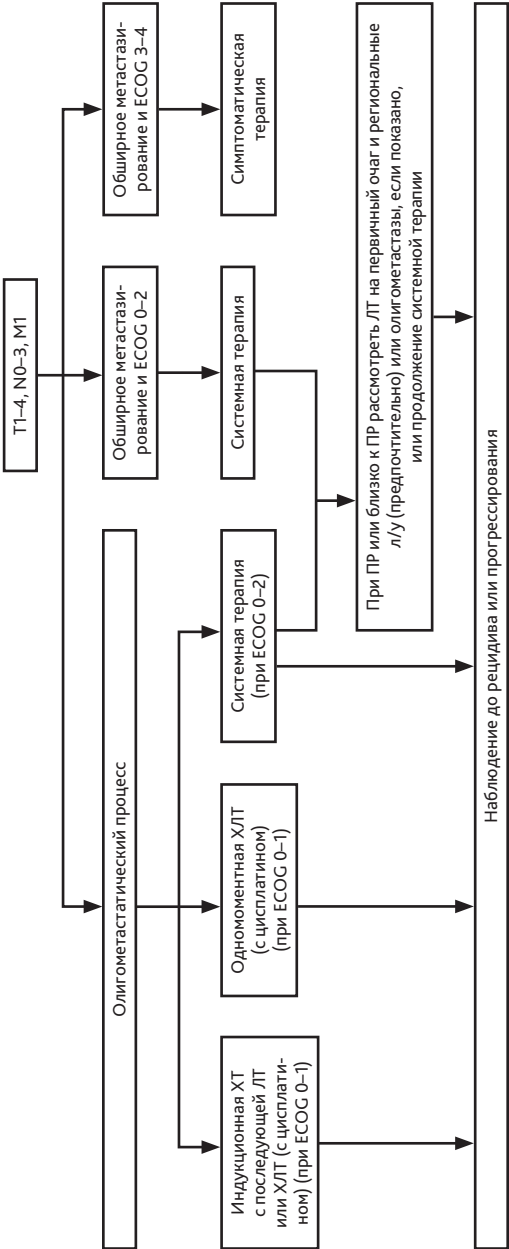 T1–4, N0–3, M1
Олигометастатический процесс
Обширное метастази-
рование и ECOG 0–2
Обширное метастази-
рование и ECOG 3–4
Индукционная ХТ
с последующей ЛТ
или ХЛТ (с цисплати-
ном) (при ECOG 0–1)
Одномоментная ХЛТ
(с цисплатином)
(при ECOG 0–1)
Системная терапия
(при ECOG 0–2)
Системная терапия
Симптоматическая
терапия
При ПР или близко к ПР рассмотреть ЛТ на первичный очаг и региональные
л/у (предпочтительно) или олигометастазы, если показано,
или продолжение системной терапии
Наблюдение до рецидива или прогрессирования